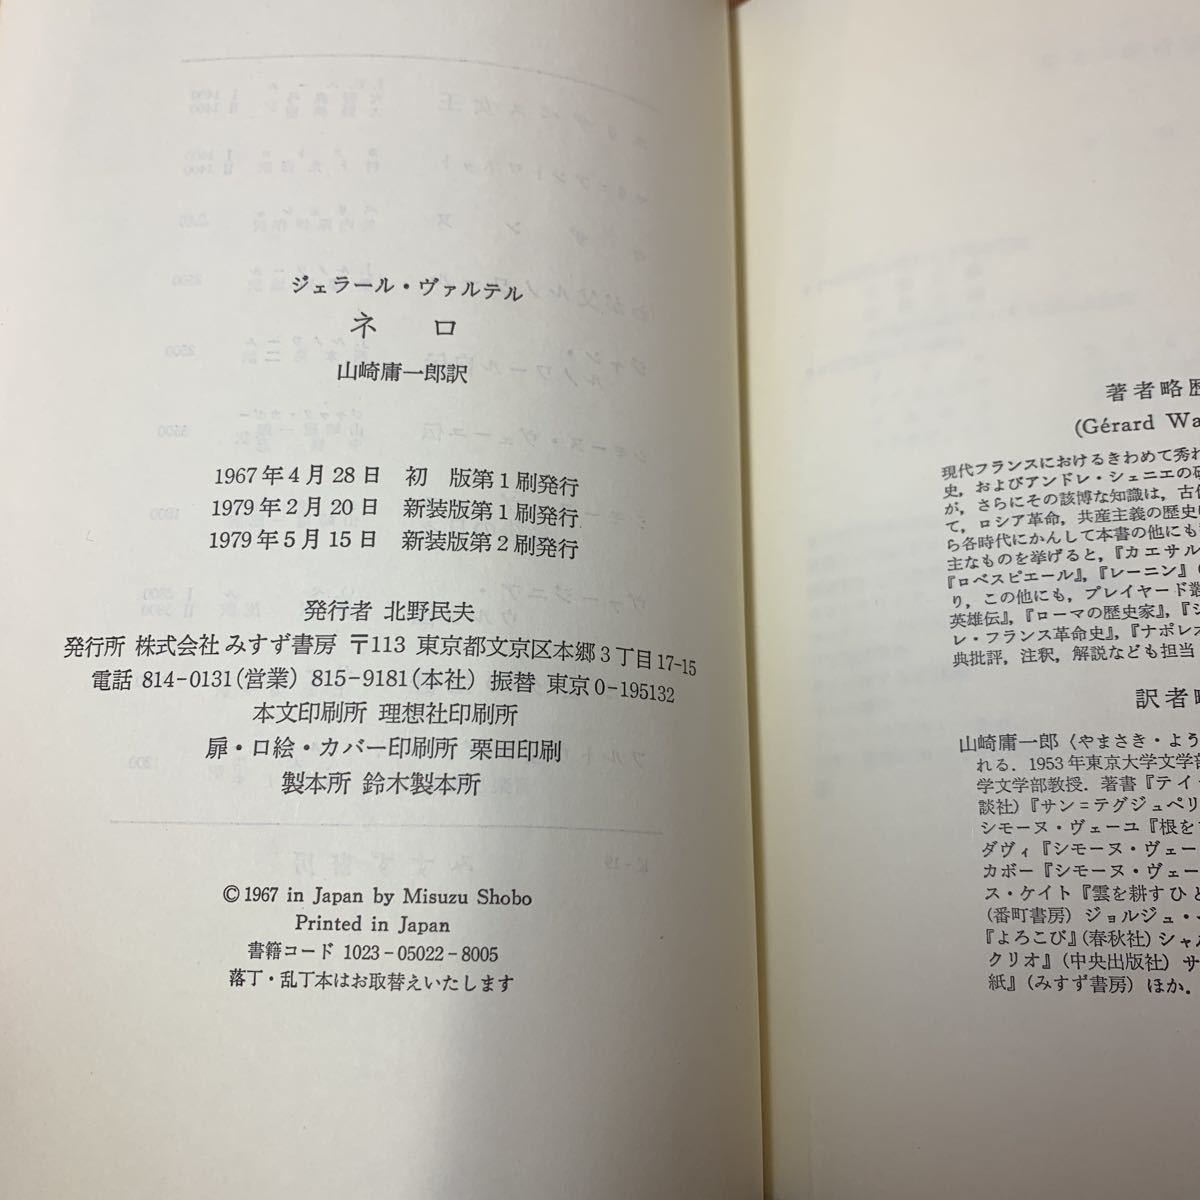 ジェラール・ヴァルテル
ネロ
山崎庸一郎訳
1967年4月28日 初 版第1刷発行
1979年2月20日 新装版第1刷発行
1979年5月15日 新装版第2刷発行
発行者 北野民夫
発行所 株式会社 みすず書房 〒113 東京都文京区本郷3丁目17-15
電話 814-0131(営業) 815-9181(本社) 振替 東京0-195132
本文印刷所 理想社印刷所
扉・口絵・カバー印刷所 栗田印刷
製本所 鈴木製本所
© 1967 in Japan by Misuzu Shobo
Printed in Japan
書籍コード 1023-05022-8005
落丁・乱丁本はお取替えいたします
著者略歴
(Gérard Wa
現代フランスにおけるきわめて秀れ
史，およびアンドレ・シェニエの研
が，さらにその該博な知識は，古代
て，ロシア革命，共産主義の歴史
ら各時代にかんして本書の他にも
主なものを挙げると，『カエサル
『ロベスピエール』，『レーニン』(
り，この他にも，プレイヤード叢
英雄伝』，『ローマの歴史家』，『
レ・フランス革命史』，『ナポレオ
典批評，注釈，解説なども担当
訳者略
山崎庸一郎〈やまさき・よう
れる．1953年東京大学文学部
学文学部教授．著書『テイ
談社)『サン=テグジュペリ
シモーヌ・ヴェーユ『根を
ダヴィ『シモーヌ・ヴェー
カボー『シモーヌ・ヴェー
ス・ケイト『雲を耕すひと
(番町書房) ジョルジュ・
『よろこび』(春秋社) シャ
クリオ』(中央出版社) サ
紙』(みすず書房) ほか．